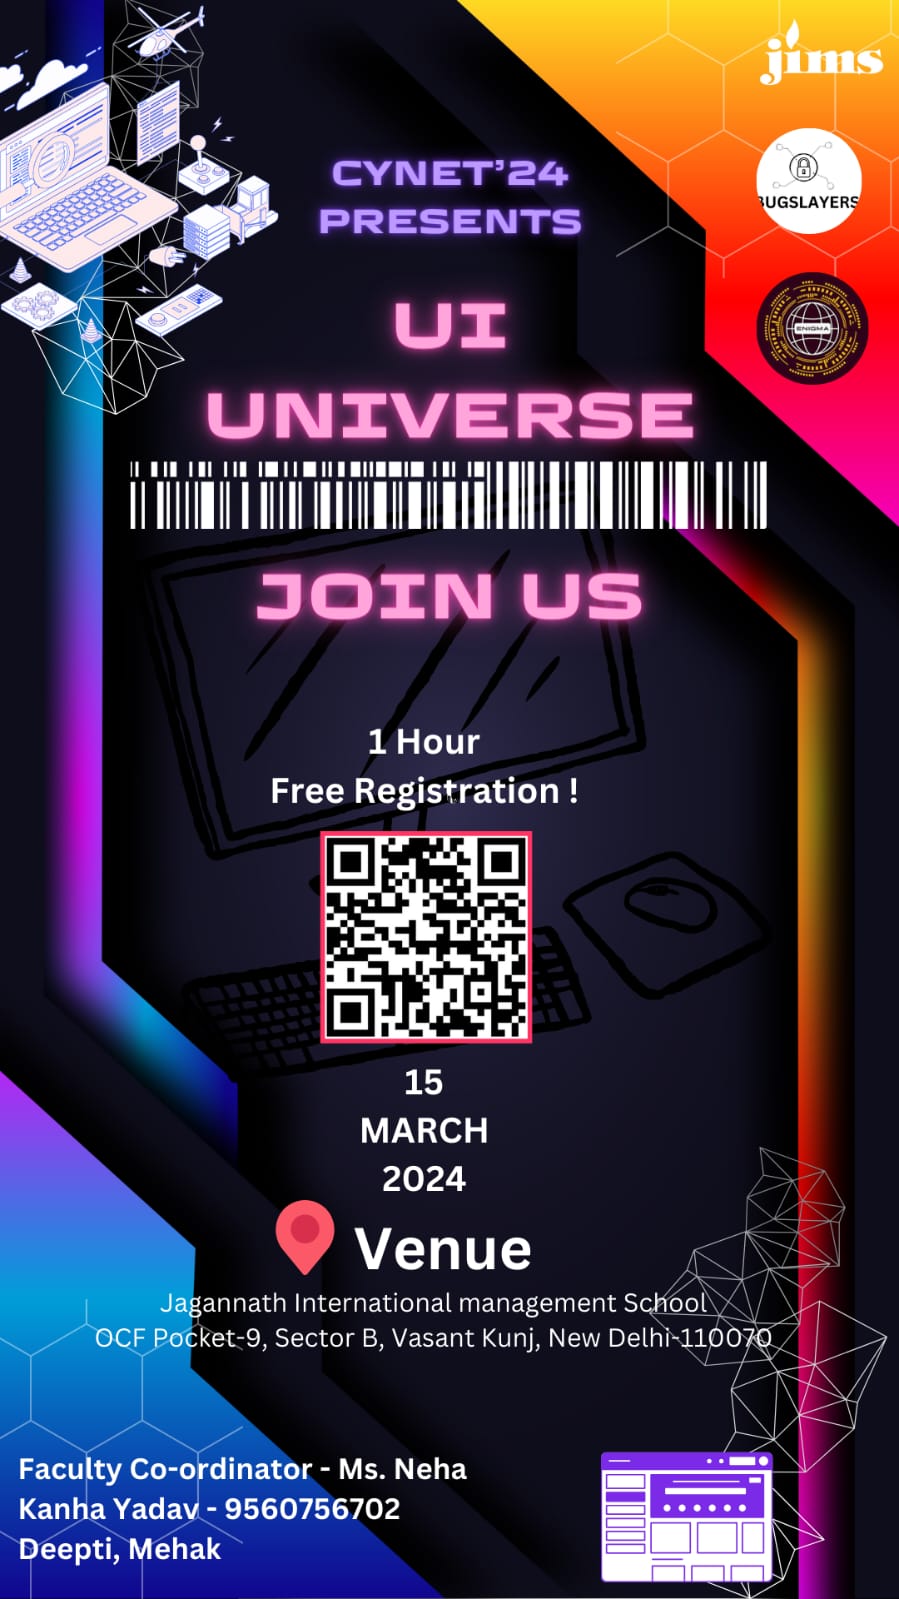 jims
BUGSLAYERS
ENIGMA
CYNET’24
PRESENTS
UI
UNIVERSE
JOIN US
1 Hour
Free Registration !
15
MARCH
2024
Venue
Jagannath International management School
OCF Pocket-9, Sector B, Vasant Kunj, New Delhi-110070
Faculty Co-ordinator - Ms. Neha
Kanha Yadav - 9560756702
Deepti, Mehak